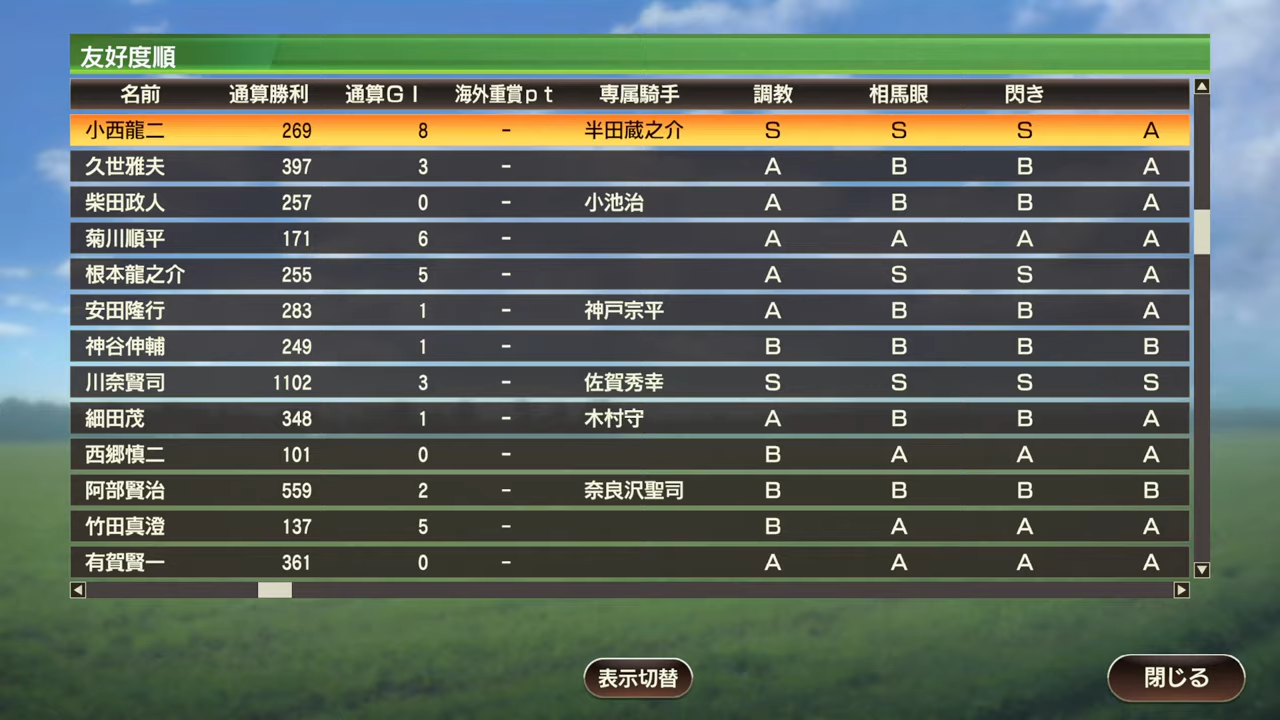 友好度順
名前 通算勝利 通算GⅠ 海外重賞pt 専属騎手 調教 相馬眼 閃き
小西龍二 269 8 - 半田蔵之介 S S S A
久世雅夫 397 3 - A B B A
柴田政人 257 0 - 小池治 A B B A
菊川順平 171 6 - A A A A
根本龍之介 255 5 - A S S A
安田隆行 283 1 - 神戸宗平 A B B A
神谷伸輔 249 1 - B B B B
川奈賢司 1102 3 - 佐賀秀幸 S S S S
細田茂 348 1 - 木村守 A B B A
西郷慎二 101 0 - B A A A
阿部賢治 559 2 - 奈良沢聖司 B B B B
竹田真澄 137 5 - B A A A
有賀賢一 361 0 - A A A A
表示切替 閉じる